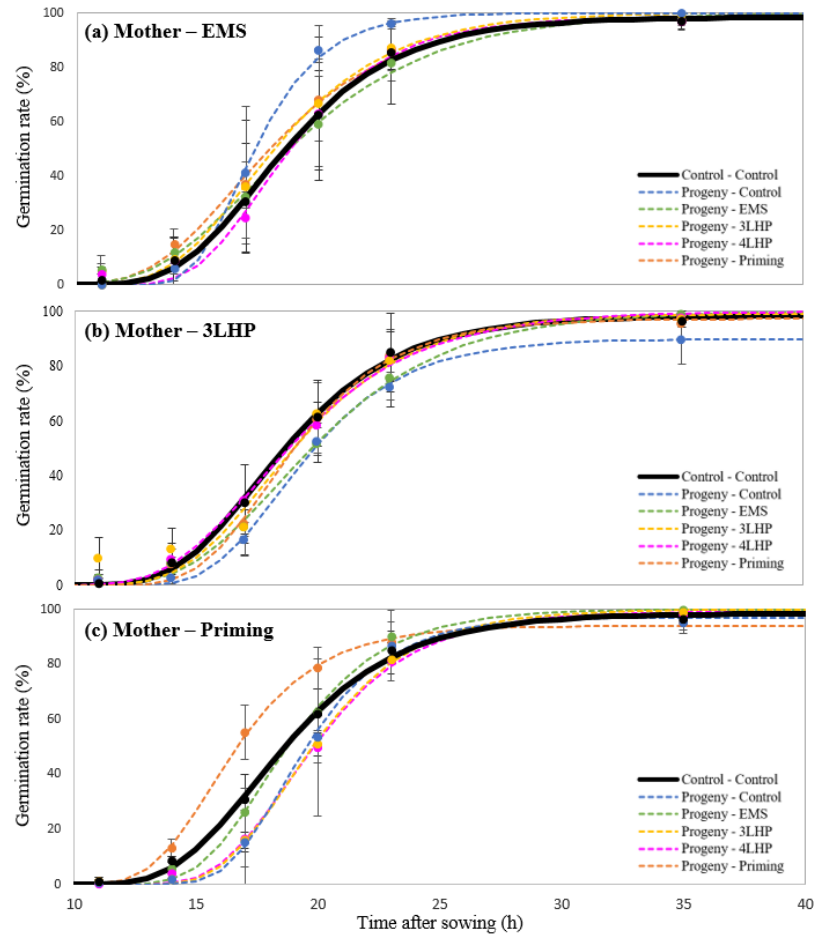 (a) Mother – EMS
Germination rate (%)
100
80
60
40
20
0
Control - Control
Progeny - Control
Progeny - EMS
Progeny - 3LHP
Progeny - 4LHP
Progeny - Priming
(b) Mother – 3LHP
Germination rate (%)
100
80
60
40
20
0
Control - Control
Progeny - Control
Progeny - EMS
Progeny - 3LHP
Progeny - 4LHP
Progeny - Priming
(c) Mother – Priming
Germination rate (%)
100
80
60
40
20
0
Control - Control
Progeny - Control
Progeny - EMS
Progeny - 3LHP
Progeny - 4LHP
Progeny - Priming
10 15 20 25 30 35 40
Time after sowing (h)